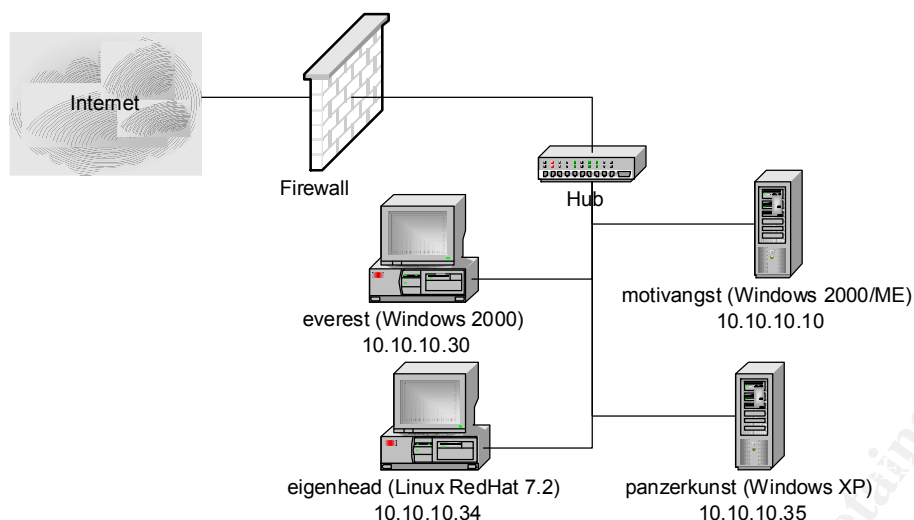 Internet
Firewall
Hub
everest (Windows 2000)
10.10.10.30
motivangst (Windows 2000/ME)
10.10.10.10
eigenhead (Linux RedHat 7.2)
10.10.10.34
panzerkunst (Windows XP)
10.10.10.35